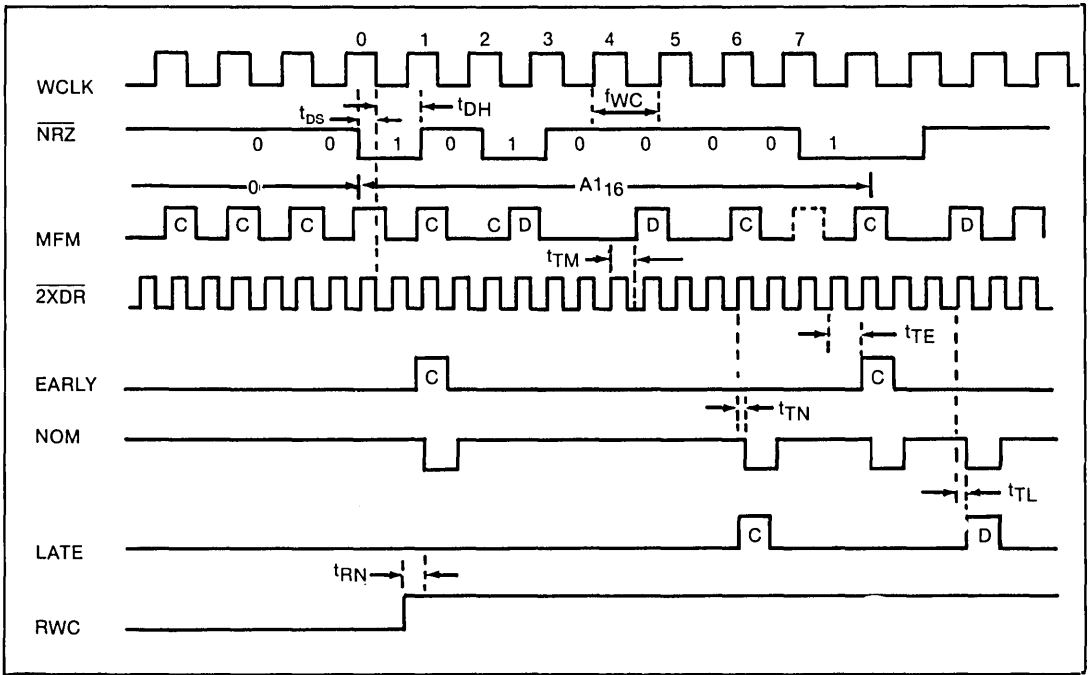 0 1 2 3 4 5 6 7
WCLK
fWC
tDS tDH
NRZ
0 0 1 0 1 0 0 0 0 1
0 A116
MFM C C C C C D D C C D
tTM
2XDR
tTE
EARLY C C
tTN
NOM
tTL
LATE C D
tRN
RWC